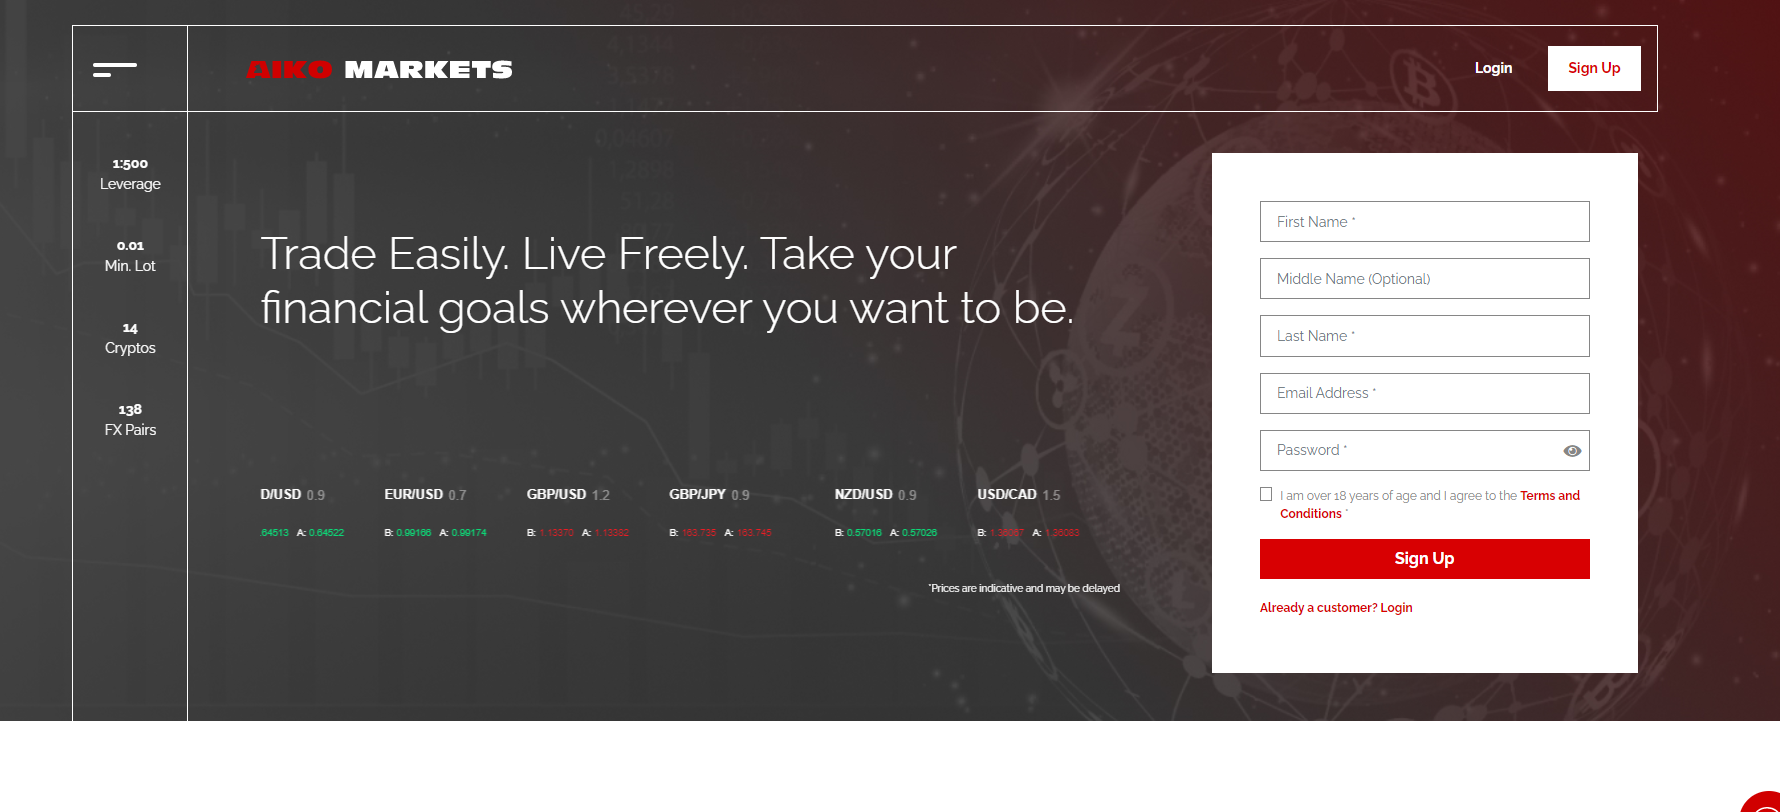 AIKO MARKETS
Login
Sign Up
1:500
Leverage
0.01
Min. Lot
14
Cryptos
138
FX Pairs
Trade Easily. Live Freely. Take your
financial goals wherever you want to be.
D/USD 0.9
.64513 A: 0.64522
EUR/USD 0.7
B: 0.99166 A: 0.99174
GBP/USD 1.2
B: 1.13370 A: 1.13382
GBP/JPY 0.9
B: 163.735 A: 163.745
NZD/USD 0.9
B: 0.57016 A: 0.57026
USD/CAD 1.5
B: A:
*Prices are indicative and may be delayed
First Name *
Middle Name (Optional)
Last Name *
Email Address *
Password *
I am over 18 years of age and I agree to the Terms and
Conditions *
Sign Up
Already a customer? Login